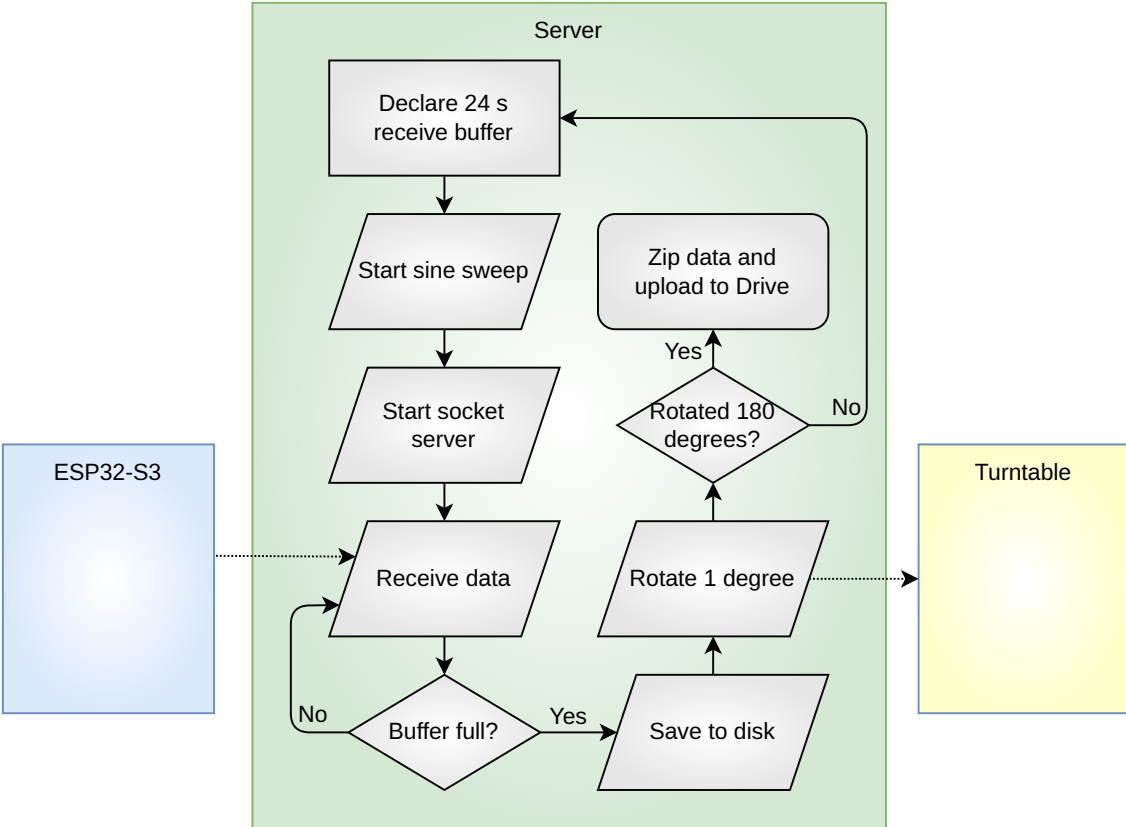 Server
Declare 24 s
receive buffer
Start sine sweep
Zip data and
upload to Drive
Yes
Start socket
server
Rotated 180
degrees?
No
ESP32-S3
Turntable
Receive data
Rotate 1 degree
No
Buffer full?
Yes
Save to disk